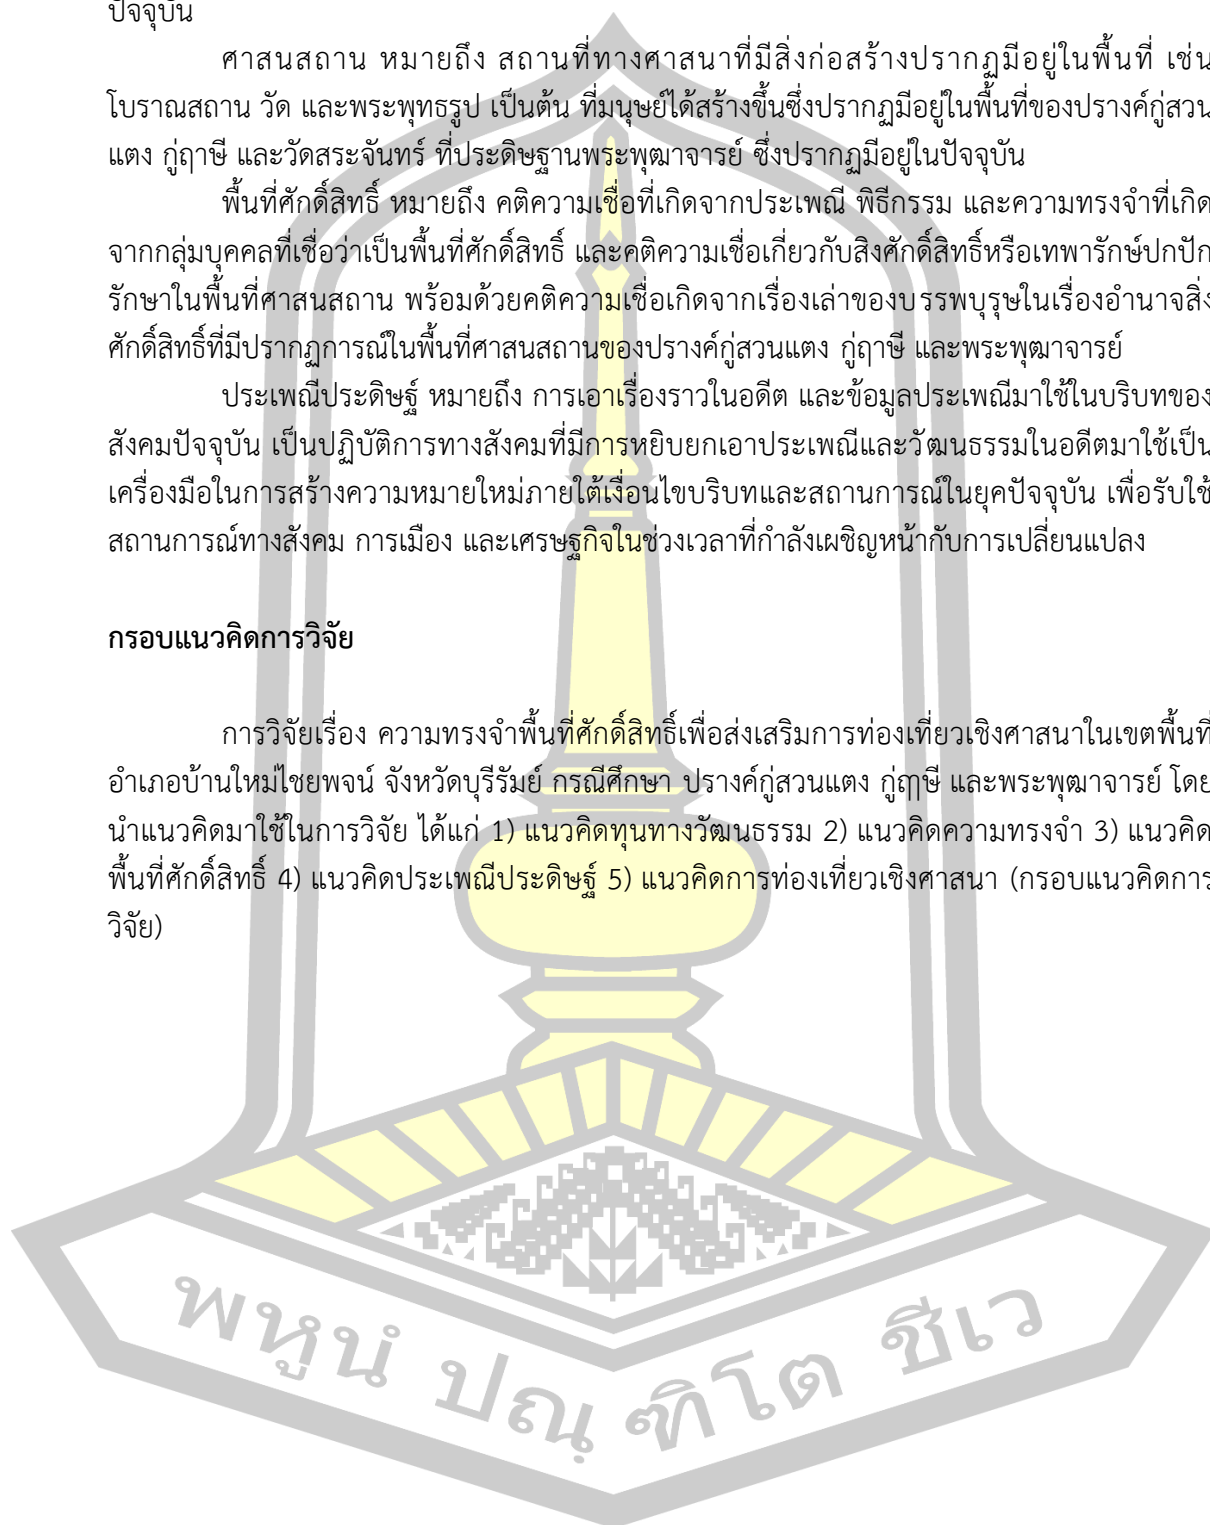 ปัจจุบัน
ศาสนสถาน หมายถึง สถานที่ทางศาสนาที่มีสิ่งก่อสร้างปรากฏมีอยู่ในพื้นที่ เช่น
โบราณสถาน วัด และพระพุทธรูป เป็นต้น ที่มนุษย์ได้สร้างขึ้นซึ่งปรากฏมีอยู่ในพื้นที่ของปรางค์กู่สวน
แตง กู่ฤาษี และวัดสระจันทร์ ที่ประดิษฐานพระพุฒาจารย์ ซึ่งปรากฏมีอยู่ในปัจจุบัน
พื้นที่ศักดิ์สิทธิ์ หมายถึง คติความเชื่อที่เกิดจากประเพณี พิธีกรรม และความทรงจำที่เกิด
จากกลุ่มบุคคลที่เชื่อว่าเป็นพื้นที่ศักดิ์สิทธิ์ และคติความเชื่อเกี่ยวกับสิงศักดิ์สิทธิ์หรือเทพารักษ์ปกปัก
รักษาในพื้นที่ศาสนสถาน พร้อมด้วยคติความเชื่อเกิดจากเรื่องเล่าของบรรพบุรุษในเรื่องอำนาจสิ่ง
ศักดิ์สิทธิ์ที่มีปรากฏการณ์ในพื้นที่ศาสนสถานของปรางค์กู่สวนแตง กู่ฤาษี และพระพุฒาจารย์
ประเพณีประดิษฐ์ หมายถึง การเอาเรื่องราวในอดีต และข้อมูลประเพณีมาใช้ในบริบทของ
สังคมปัจจุบัน เป็นปฏิบัติการทางสังคมที่มีการหยิบยกเอาประเพณีและวัฒนธรรมในอดีตมาใช้เป็น
เครื่องมือในการสร้างความหมายใหม่ภายใต้เงื่อนไขบริบทและสถานการณ์ในยุคปัจจุบัน เพื่อรับใช้
สถานการณ์ทางสังคม การเมือง และเศรษฐกิจในช่วงเวลาที่กำลังเผชิญหน้ากับการเปลี่ยนแปลง
กรอบแนวคิดการวิจัย
การวิจัยเรื่อง ความทรงจำพื้นที่ศักดิ์สิทธิ์เพื่อส่งเสริมการท่องเที่ยวเชิงศาสนาในเขตพื้นที่
อำเภอบ้านใหม่ไชยพจน์ จังหวัดบุรีรัมย์ กรณีศึกษา ปรางค์กู่สวนแตง กู่ฤๅษี และพระพุฒาจารย์ โดย
นำแนวคิดมาใช้ในการวิจัย ได้แก่ 1) แนวคิดทุนทางวัฒนธรรม 2) แนวคิดความทรงจำ 3) แนวคิด
พื้นที่ศักดิ์สิทธิ์ 4) แนวคิดประเพณีประดิษฐ์ 5) แนวคิดการท่องเที่ยวเชิงศาสนา (กรอบแนวคิดการ
วิจัย)
พหูนํ ปณฺฑิโต ชีเว